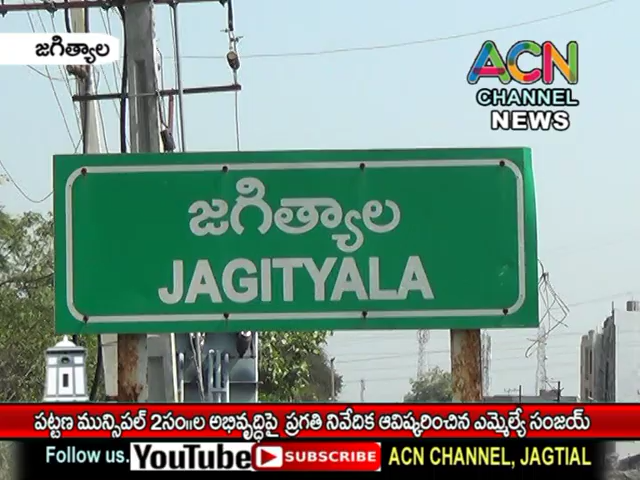 జగిత్యాల
ACN
CHANNEL
NEWS
జగిత్యాల
JAGITYALA
పట్టణ మున్సిపల్ 2సం॥ల అభివృద్ధిపై ప్రగతి నివేదిక ఆవిష్కరించిన ఎమ్మెల్యే సంజయ్
Follow us. YouTube SUBSCRIBE ACN CHANNEL, JAGTIAL